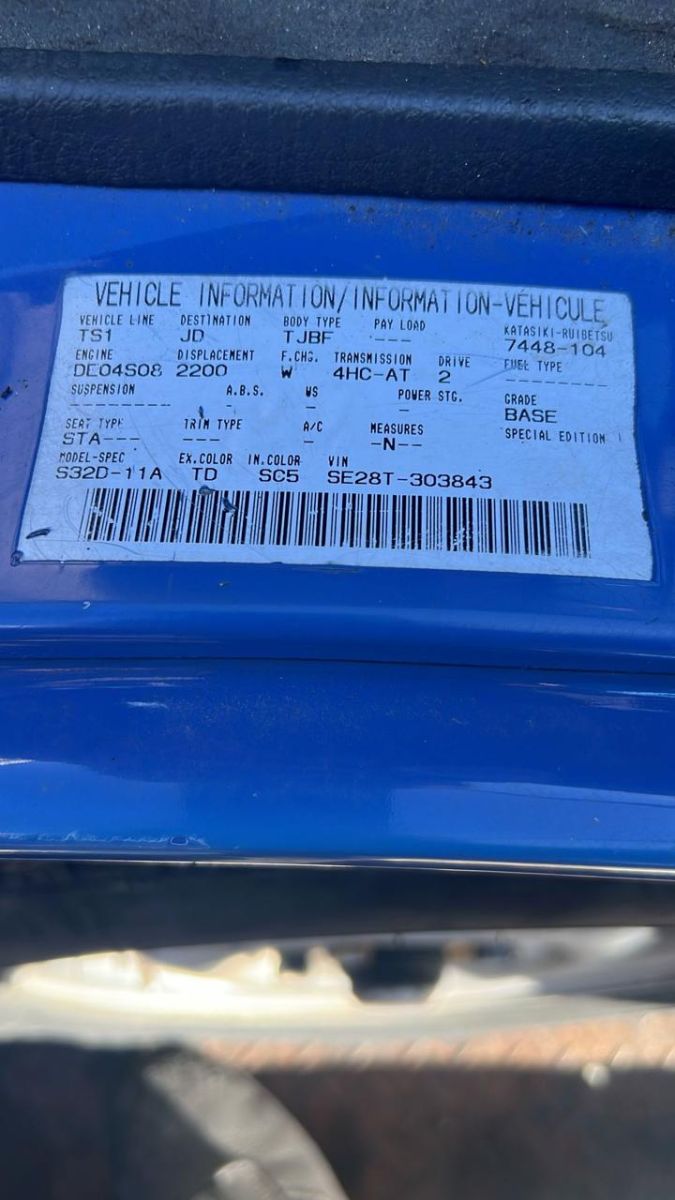 VEHICLE INFORMATION/INFORMATION-VÉHICULE
VEHICLE LINE DESTINATION BODY TYPE PAY LOAD KATASIKI-RUIBETSU
TS1 JD TJBF 7448-104
ENGINE DISPLACEMENT F.CHG. TRANSMISSION DRIVE FUEL TYPE
DE04S08 2200 W 4HC-AT 2 ---
SUSPENSION A.B.S. WS POWER STG. GRADE
--- -- - -- BASE
SEAT TYPE TRIM TYPE A/C MEASURES SPECIAL EDITION
STA--- --- - -N--
MODEL-SPEC EX.COLOR IN.COLOR VIN
S32D-11A TD SC5 SE28T-303843